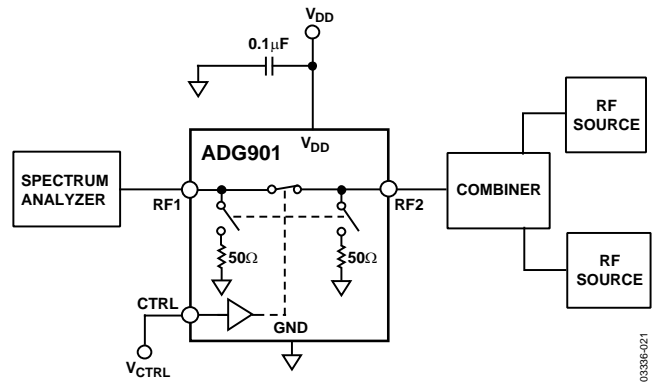 VDD
0.1µF
RF
SOURCE
ADG901
VDD
SPECTRUM
ANALYZER
COMBINER
RF1
RF2
50Ω
50Ω
RF
SOURCE
CTRL
GND
VCTRL
03336-021